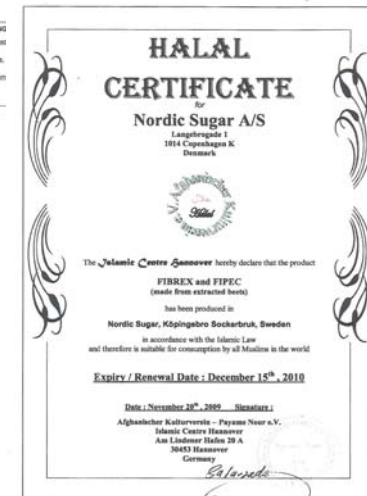 HALAL
CERTIFICATE
for
Nordic Sugar A/S
Langebrogade 1
1014 Copenhagen K
Denmark
Afghanischer Kulturverein e.V.
Halal
The Islamic Centre Hannover hereby declare that the product
FIBREX and FIPEC
(made from extracted beets)
has been produced in
Nordic Sugar, Köpingebro Sockerbruk, Sweden
in accordance with the Islamic Law
and therefore is suitable for consumption by all Muslims in the world
Expiry / Renewal Date : December 15th , 2010
Date : November 20th , 2009 Signature :
Afghanischer Kulturverein – Payame Noor e.V.
Islamic Centre Hannover
Am Lindener Hafen 20 A
30453 Hannover
Germany